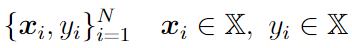 {𝒙ᵢ, yᵢ}ᵢ₌₁ᴺ 𝒙ᵢ ∈ 𝕏, yᵢ ∈ 𝕏